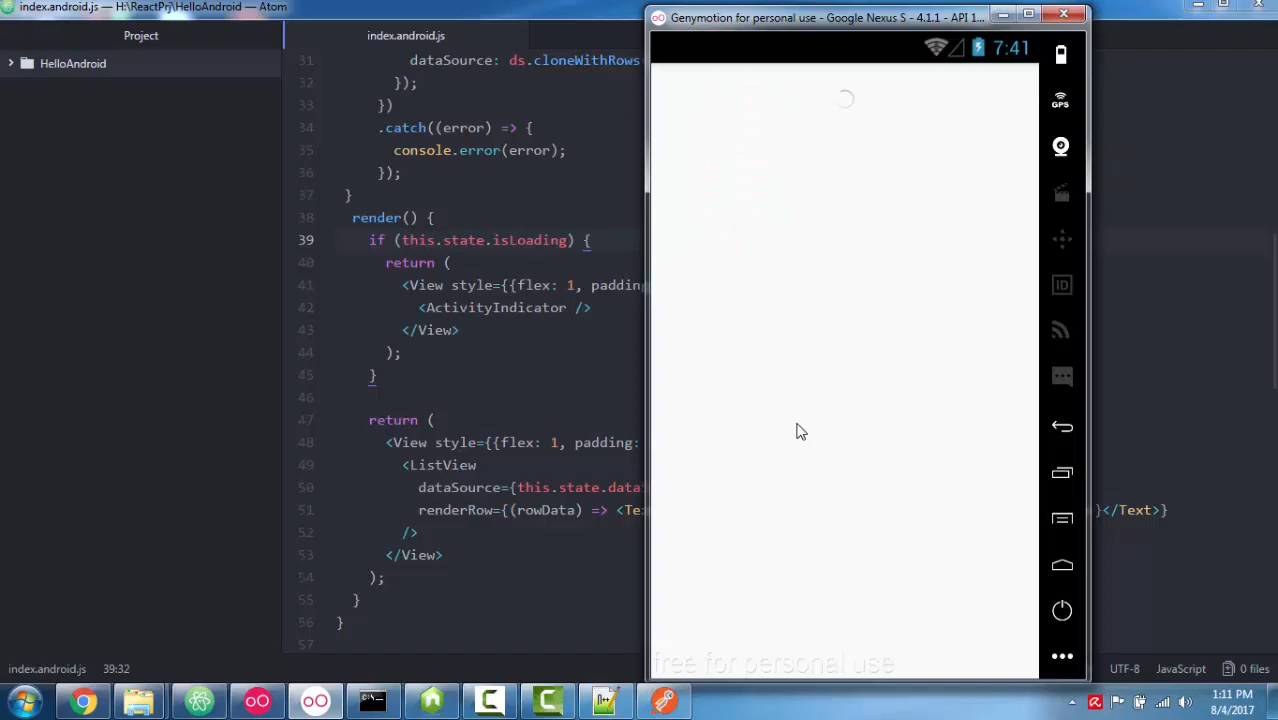 index.android.js — H:\ReactPrj\HelloAndroid — Atom
Genymotion for personal use - Google Nexus S - 4.1.1 - API 1...
Project
index.android.js
7:41
HelloAndroid
GPS
ID
31 dataSource: ds.cloneWithRows
32 });
33 })
34 .catch((error) => {
35 console.error(error);
36 });
37 }
38 render() {
39 if (this.state.isLoading) {
40 return (
41 <View style={{flex: 1, padding
42 <ActivityIndicator />
43 </View>
44 );
45 }
46
47 return (
48 <View style={{flex: 1, padding:
49 <ListView
50 dataSource={this.state.data
51 renderRow={(rowData) => <Te }</Text>}
52 />
53 </View>
54 );
55 }
56 }
57
free for personal use
index.android.js 39:32 UTF-8 JavaScript 0 files
1:11 PM
8/4/2017